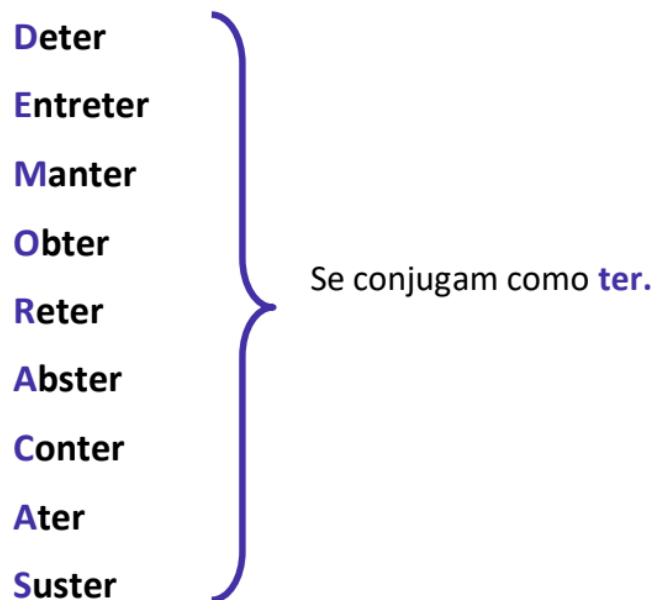 Deter
Entreter
Manter
Obter
Se conjugam como ter.
Reter
Abster
Conter
Ater
Suster